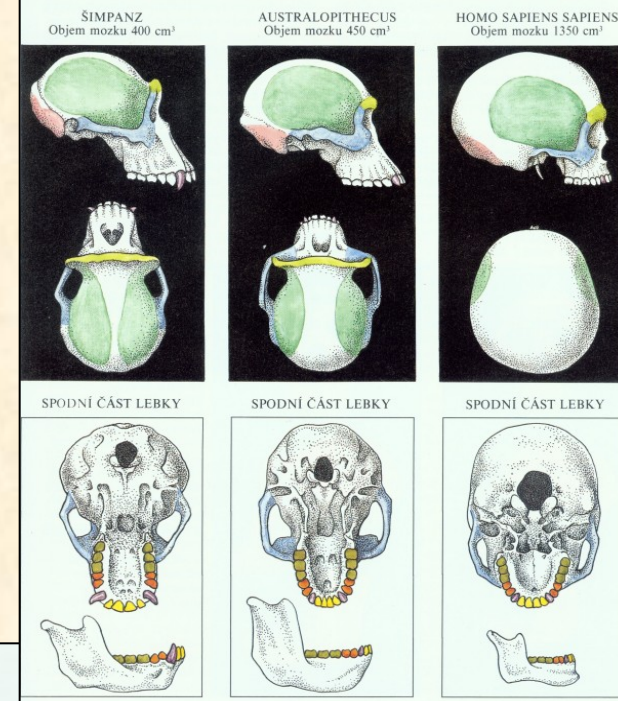 ŠIMPANZ
Objem mozku 400 cm³
AUSTRALOPITHECUS
Objem mozku 450 cm³
HOMO SAPIENS SAPIENS
Objem mozku 1350 cm³
SPODNÍ ČÁST LEBKY
SPODNÍ ČÁST LEBKY
SPODNÍ ČÁST LEBKY